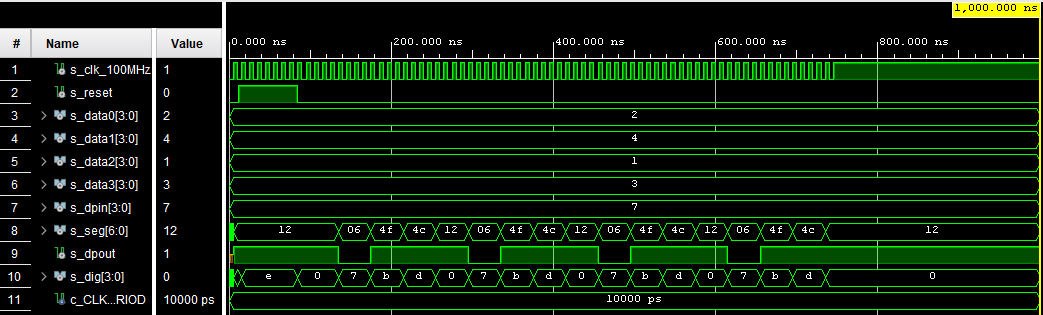 1,000.000 ns
# Name Value 0.000 ns 200.000 ns 400.000 ns 600.000 ns 800.000 ns
1 s_clk_100MHz 1
2 s_reset 0
3 s_data0[3:0] 2 2
4 s_data1[3:0] 4 4
5 s_data2[3:0] 1 1
6 s_data3[3:0] 3 3
7 s_dpin[3:0] 7 7
8 s_seg[6:0] 12 12 06 4f 4c 12 06 4f 4c 12 06 4f 4c 12 06 4f 4c 12
9 s_dpout 1
10 s_dig[3:0] 0 e 0 7 b d 0 7 b d 0 7 b d 0 7 b d 0
11 c_CLK...RIOD 10000 ps 10000 ps